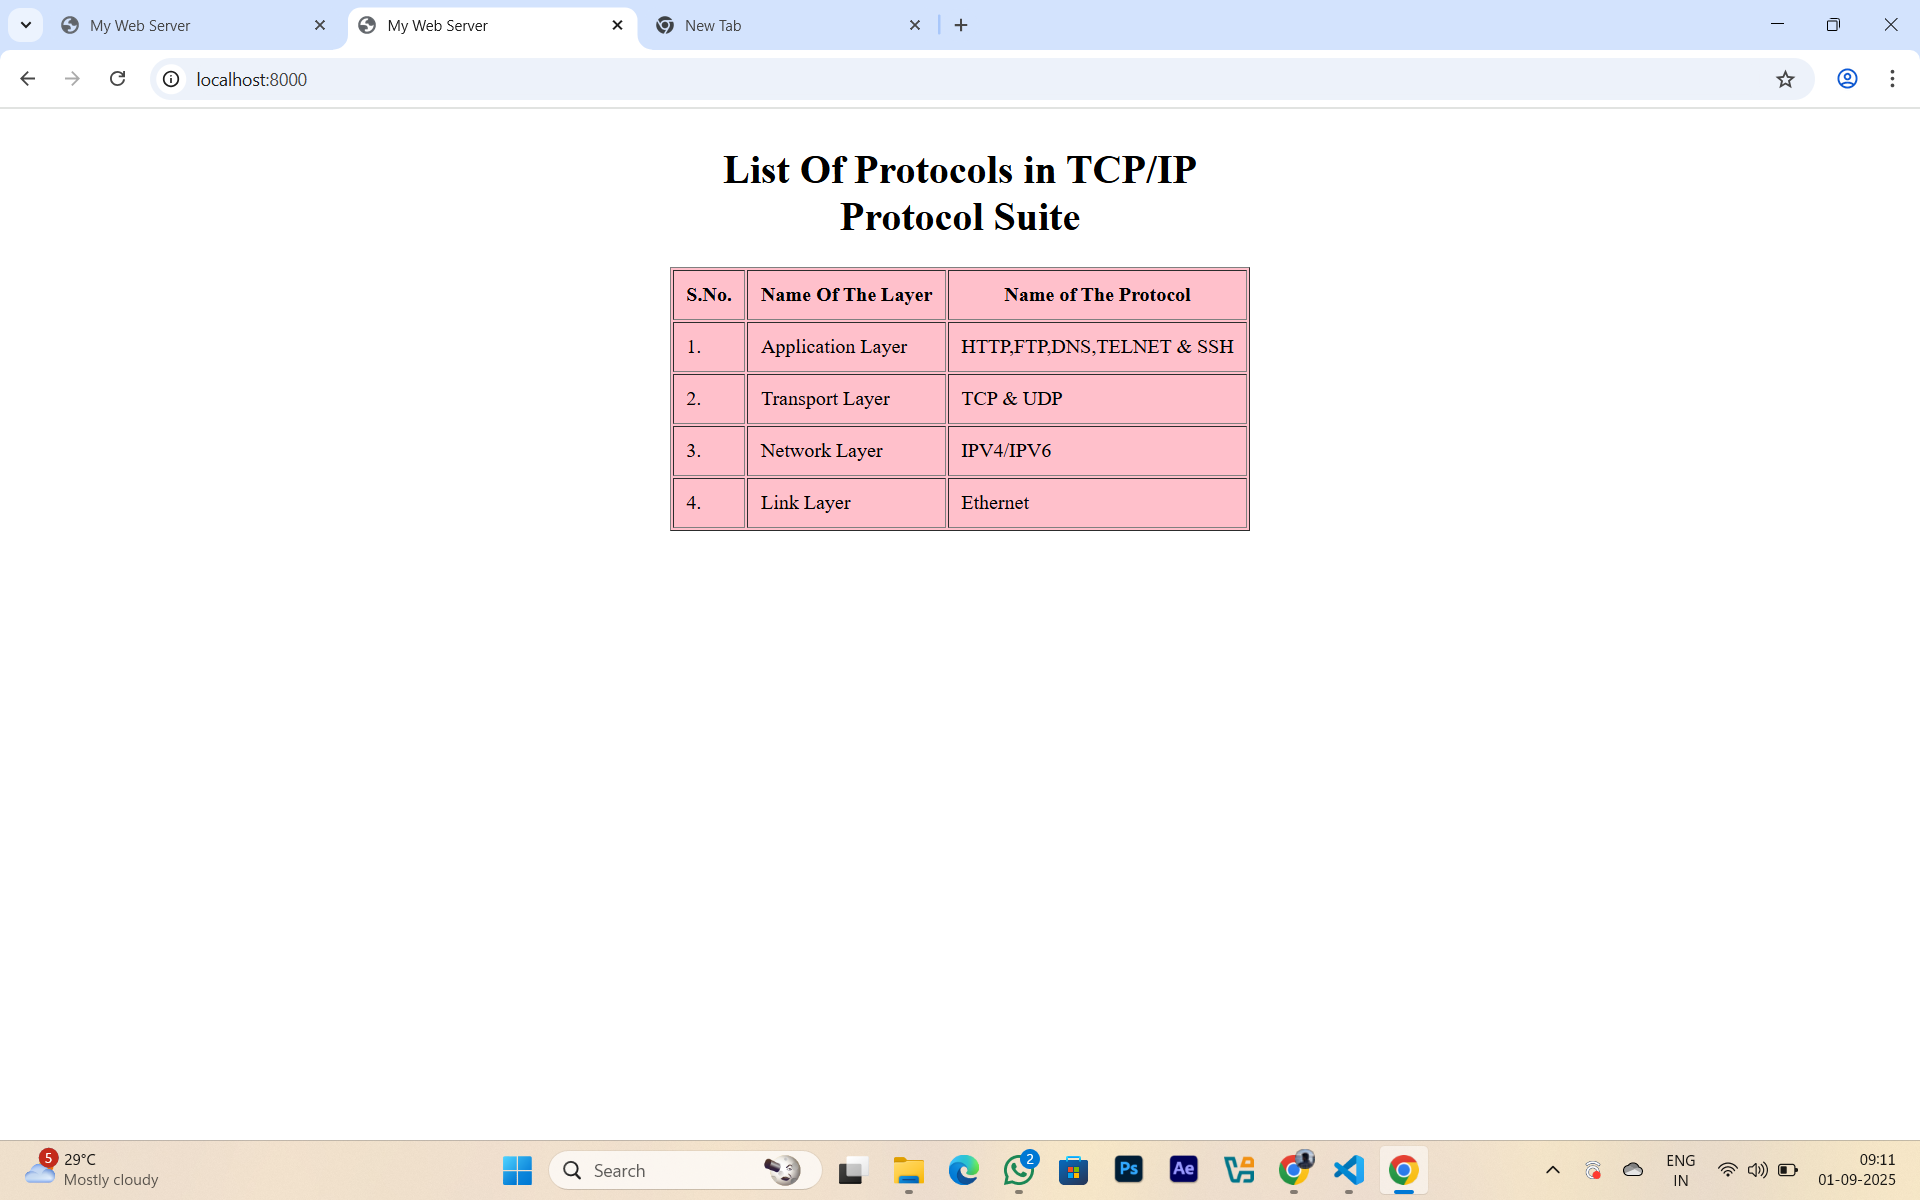 My Web Server
My Web Server
New Tab
localhost:8000
List Of Protocols in TCP/IP
Protocol Suite
S.No. Name Of The Layer Name of The Protocol
1. Application Layer HTTP,FTP,DNS,TELNET & SSH
2. Transport Layer TCP & UDP
3. Network Layer IPV4/IPV6
4. Link Layer Ethernet
5
29°C
Mostly cloudy
Search
2
Ps
Ae
ENG
IN
09:11
01-09-2025